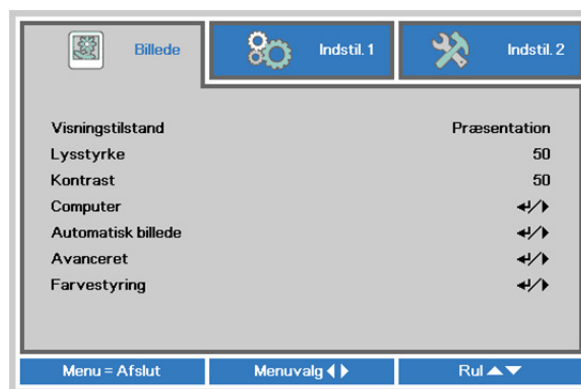 Billede Indstil. 1 Indstil. 2
Visningstilstand Præsentation
Lysstyrke 50
Kontrast 50
Computer ↵/▶
Automatisk billede ↵/▶
Avanceret ↵/▶
Farvestyring ↵/▶
Menu = Afslut Menuvalg ◀▶ Rul ▲▼